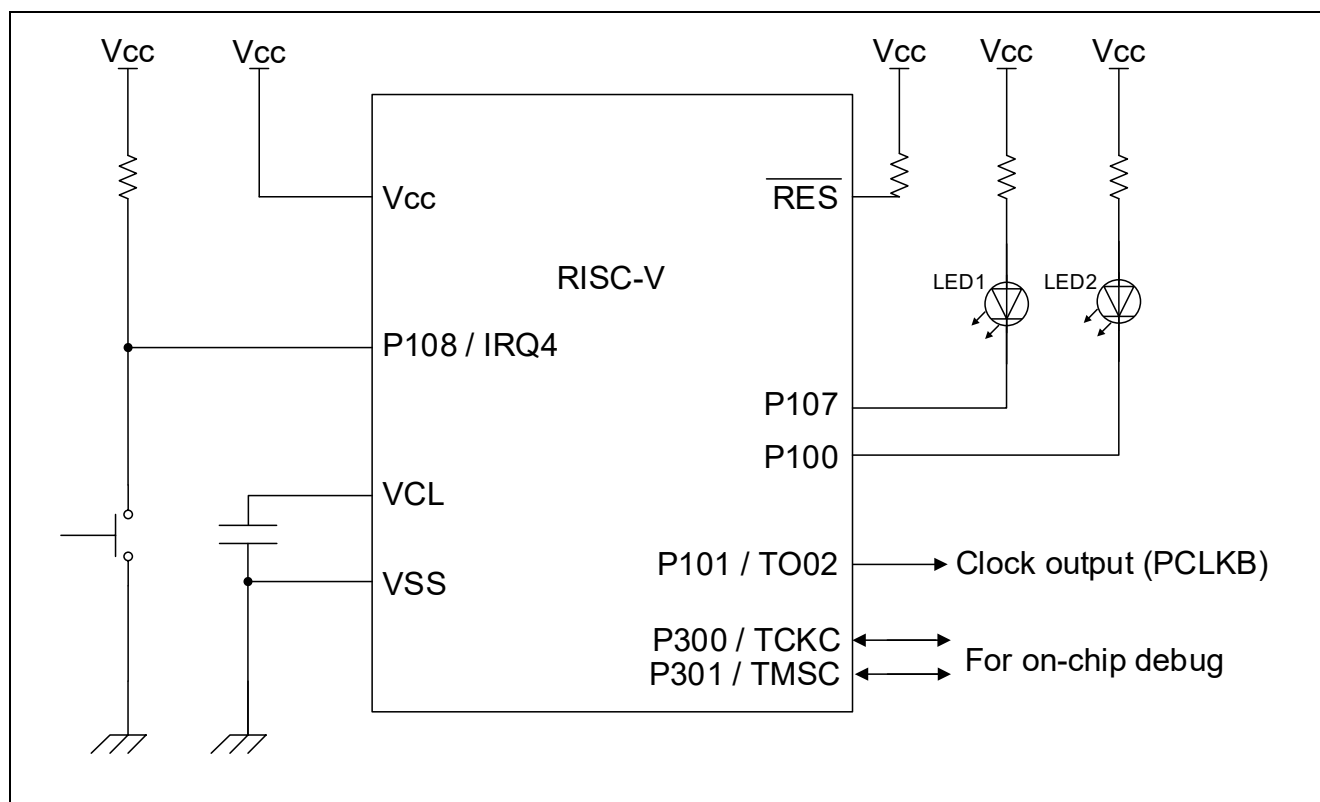 Vcc
Vcc
Vcc
Vcc
Vcc
Vcc
RES
RISC-V
LED1
LED2
P108 / IRQ4
P107
P100
VCL
P101 / TO02
Clock output (PCLKB)
VSS
P300 / TCKC
For on-chip debug
P301 / TMSC